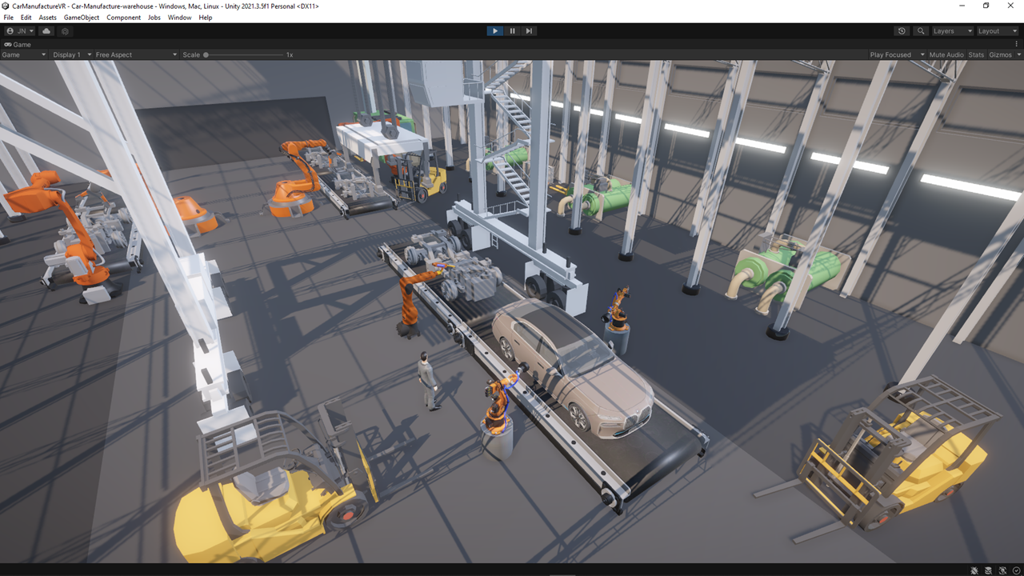 CarManufactureVR - Car-Manufacture-warehouse - Windows, Mac, Linux - Unity 2021.3.5f1 Personal <DX11>
File Edit Assets GameObject Component Jobs Window Help
JN Layers Layout
Game
Game Display 1 Free Aspect Scale 1x Play Focused Mute Audio Stats Gizmos